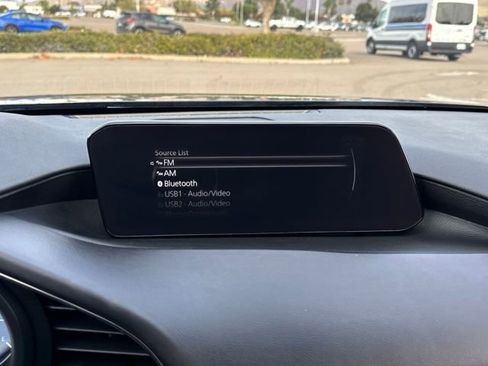 Source List
FM
AM
Bluetooth
USB1 - Audio/Video
USB2 - Audio/Video